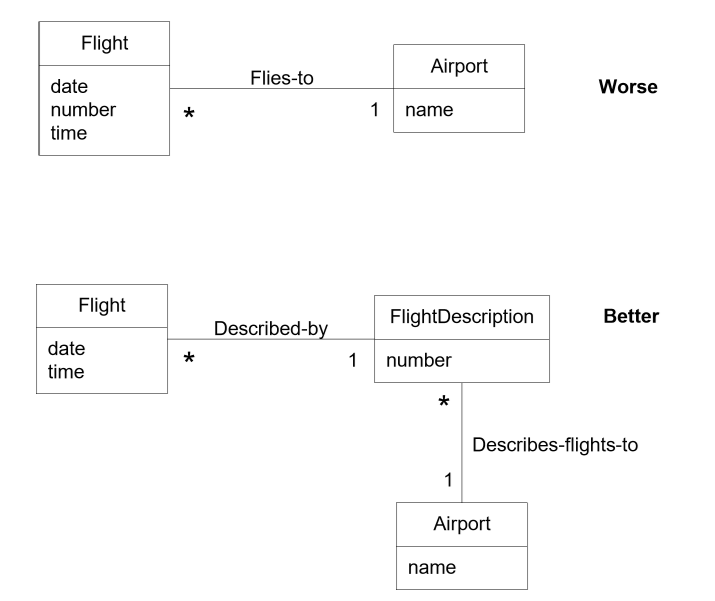 Flight
date
number
time
Flies-to
*
1
Airport
name
Worse
Flight
date
time
Described-by
*
1
FlightDescription
number
Better
*
Describes-flights-to
1
Airport
name